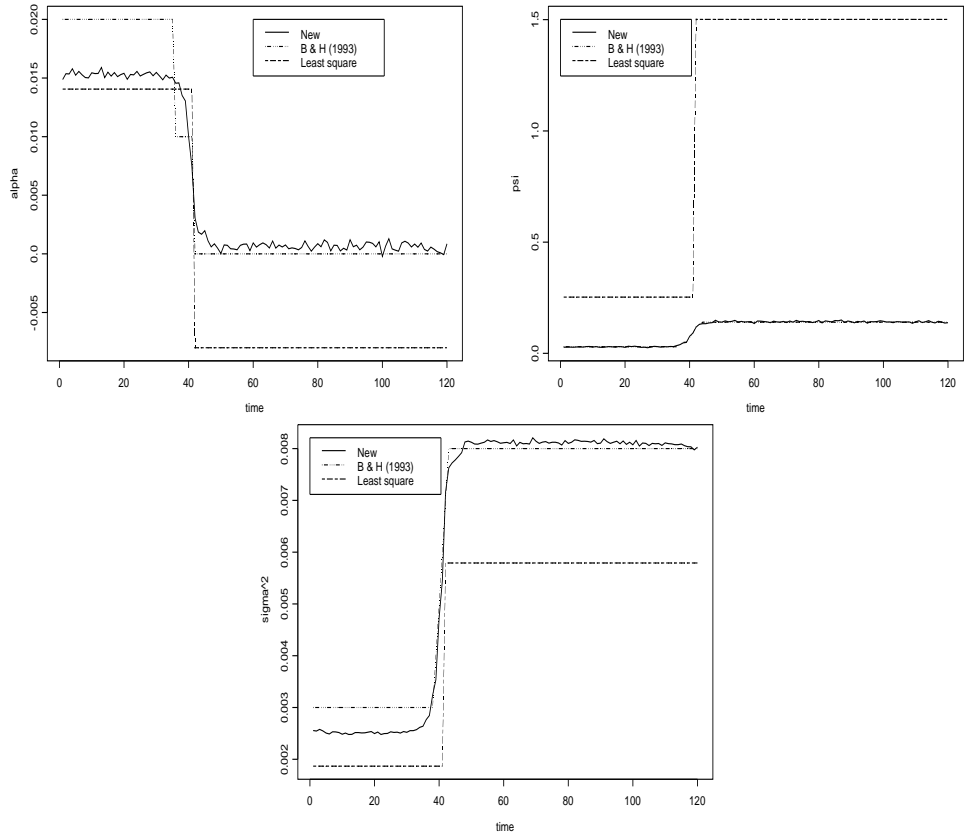 New
B & H (1993)
Least square
alpha
0.020
0.015
0.010
0.005
0.0
-0.005
0 20 40 60 80 100 120
time
New
B & H (1993)
Least square
psi
1.5
1.0
0.5
0.0
0 20 40 60 80 100 120
time
New
B & H (1993)
Least square
sigma^2
0.008
0.007
0.006
0.005
0.004
0.003
0.002
0 20 40 60 80 100 120
time